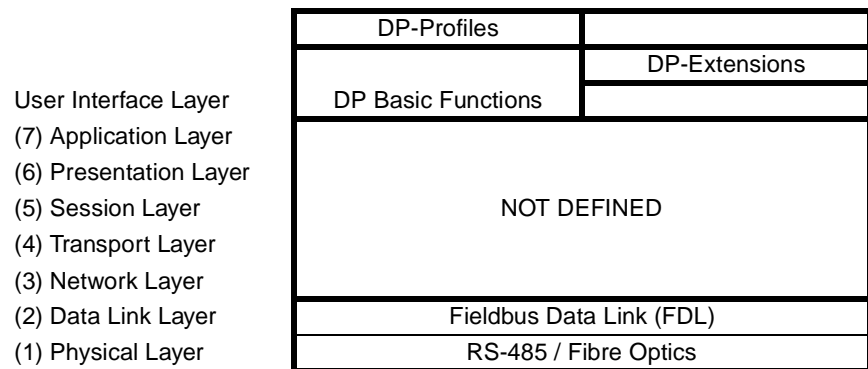 DP-Profiles
DP-Extensions
User Interface Layer DP Basic Functions
(7) Application Layer
(6) Presentation Layer
(5) Session Layer NOT DEFINED
(4) Transport Layer
(3) Network Layer
(2) Data Link Layer Fieldbus Data Link (FDL)
(1) Physical Layer RS-485 / Fibre Optics